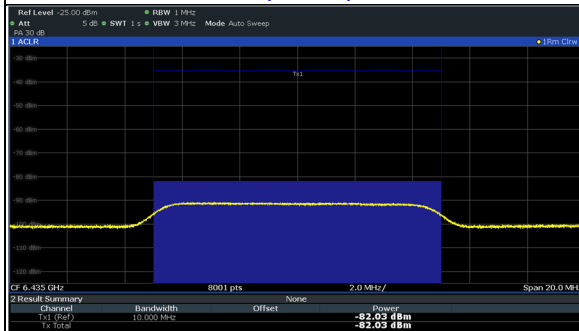 Ref Level -25.00 dBm RBW 1 MHz
Att 5 dB SWT 1 s VBW 3 MHz Mode Auto Sweep
PA 30 dB
1 ACLR 1Rm Clrw
-30 dBm
Tx1
-40 dBm
-50 dBm
-60 dBm
-70 dBm
-80 dBm
-90 dBm
-100 dBm
-110 dBm
-120 dBm
CF 6.435 GHz 8001 pts 2.0 MHz/ Span 20.0 MHz
2 Result Summary None
Channel Bandwidth Offset Power
Tx1 (Ref) 10.000 MHz -82.03 dBm
Tx Total -82.03 dBm